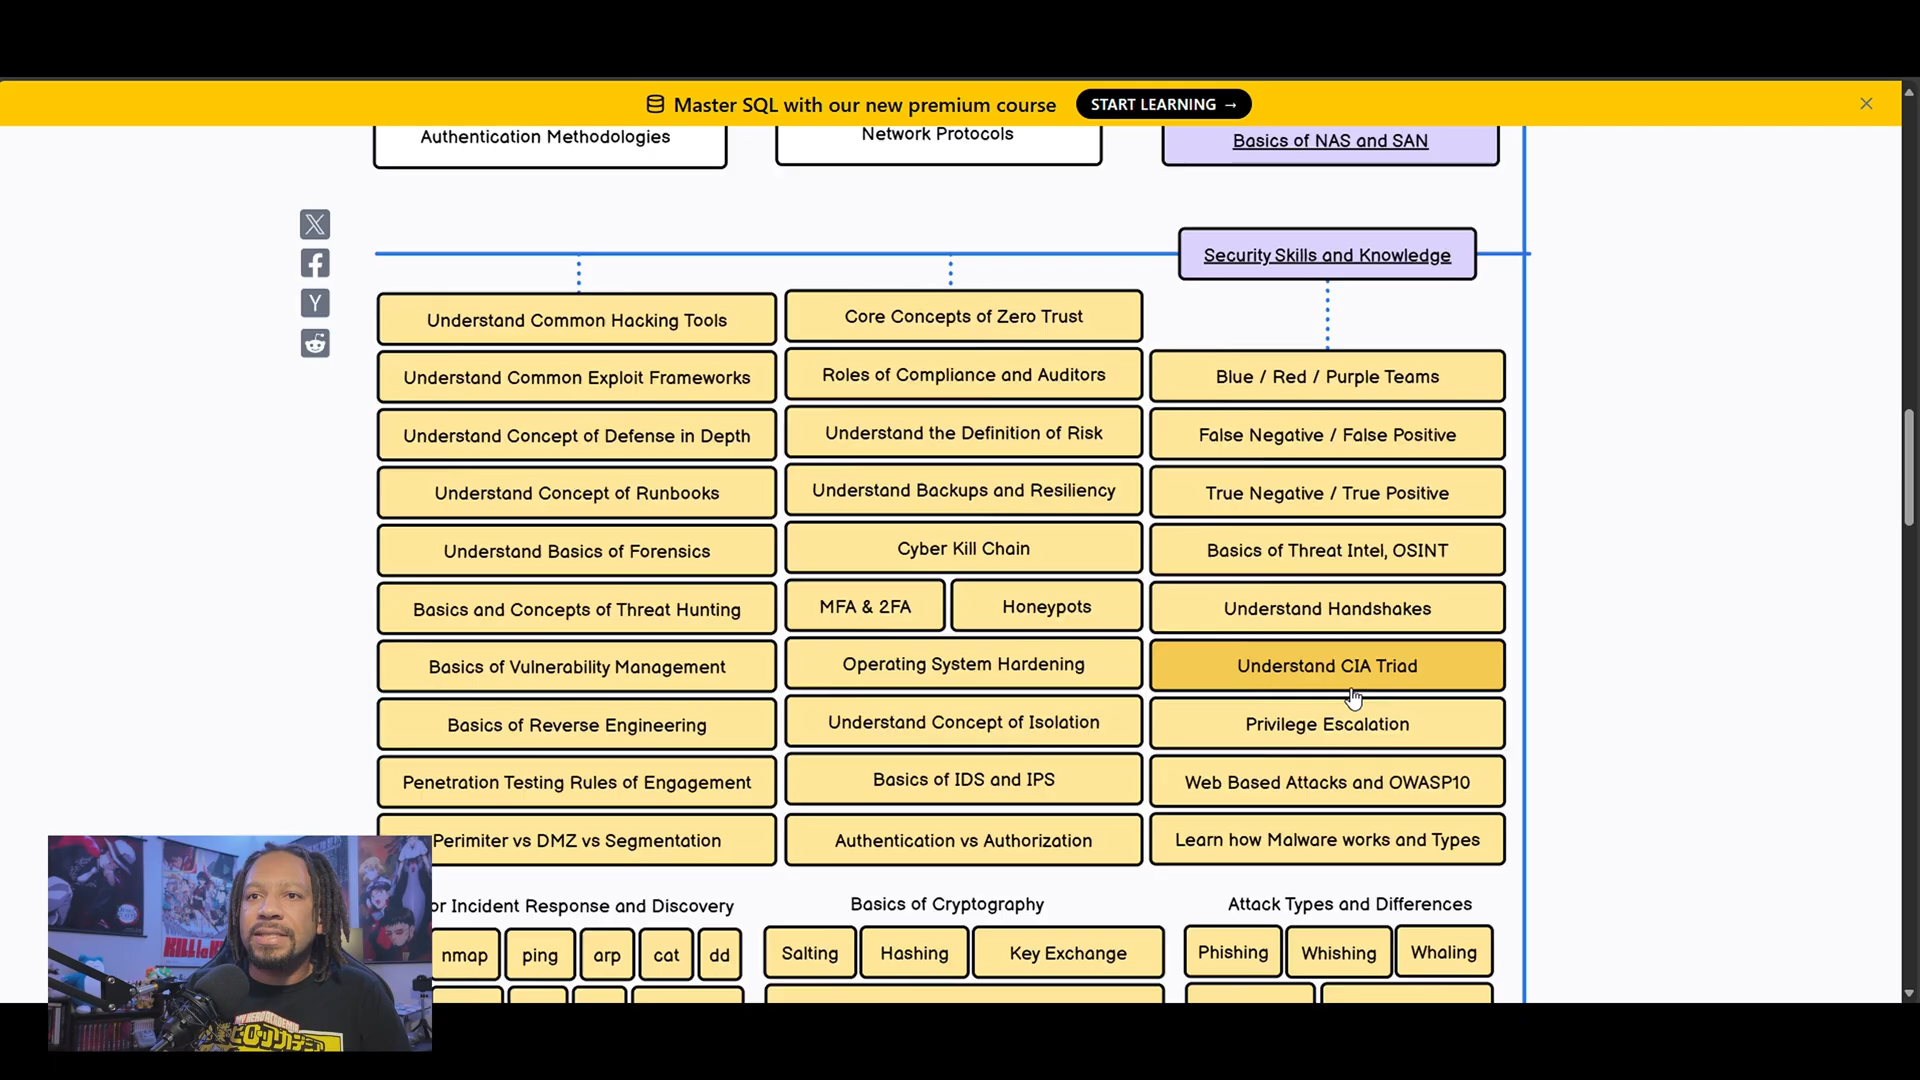 Master SQL with our new premium course
START LEARNING →
Authentication Methodologies
Network Protocols
Basics of NAS and SAN
Security Skills and Knowledge
Understand Common Hacking Tools
Understand Common Exploit Frameworks
Understand Concept of Defense in Depth
Understand Concept of Runbooks
Understand Basics of Forensics
Basics and Concepts of Threat Hunting
Basics of Vulnerability Management
Basics of Reverse Engineering
Penetration Testing Rules of Engagement
Perimiter vs DMZ vs Segmentation
Core Concepts of Zero Trust
Roles of Compliance and Auditors
Understand the Definition of Risk
Understand Backups and Resiliency
Cyber Kill Chain
MFA & 2FA
Honeypots
Operating System Hardening
Understand Concept of Isolation
Basics of IDS and IPS
Authentication vs Authorization
Blue / Red / Purple Teams
False Negative / False Positive
True Negative / True Positive
Basics of Threat Intel, OSINT
Understand Handshakes
Understand CIA Triad
Privilege Escalation
Web Based Attacks and OWASP10
Learn how Malware works and Types
or Incident Response and Discovery
nmap
ping
arp
cat
dd
Basics of Cryptography
Salting
Hashing
Key Exchange
Attack Types and Differences
Phishing
Whishing
Whaling